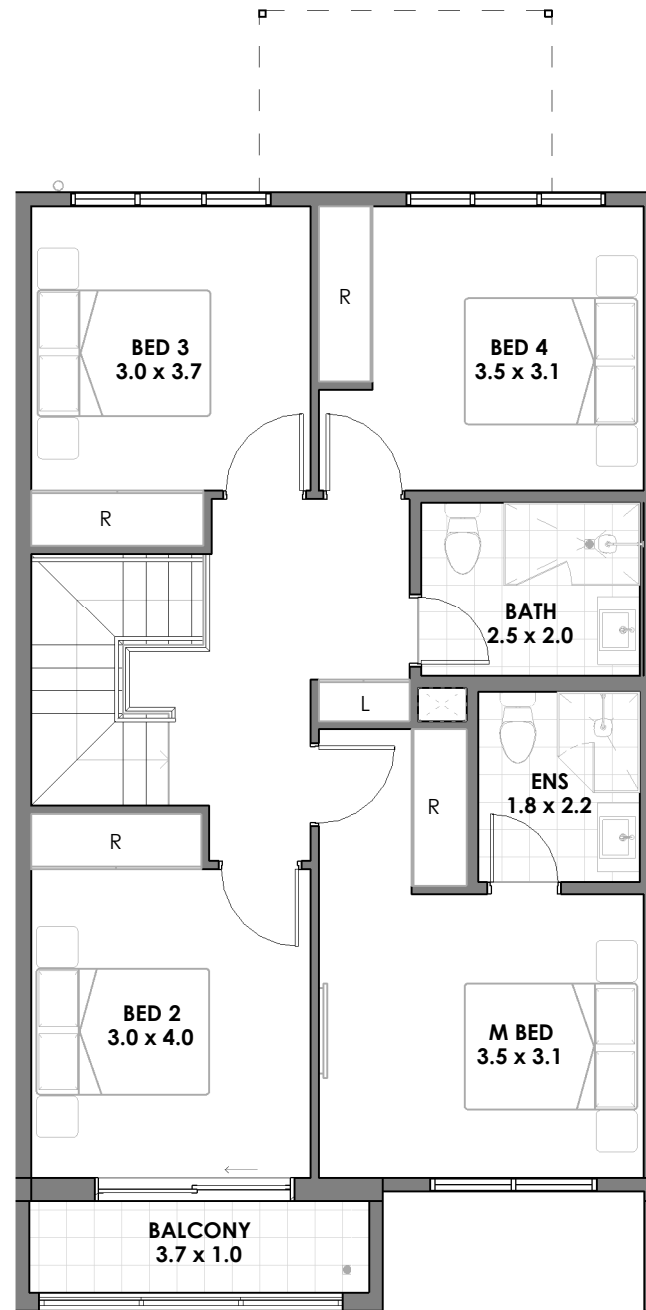 R
BED 3
3.0 x 3.7
BED 4
3.5 x 3.1
R
BATH
2.5 x 2.0
L
ENS
1.8 x 2.2
R
R
BED 2
3.0 x 4.0
M BED
3.5 x 3.1
BALCONY
3.7 x 1.0